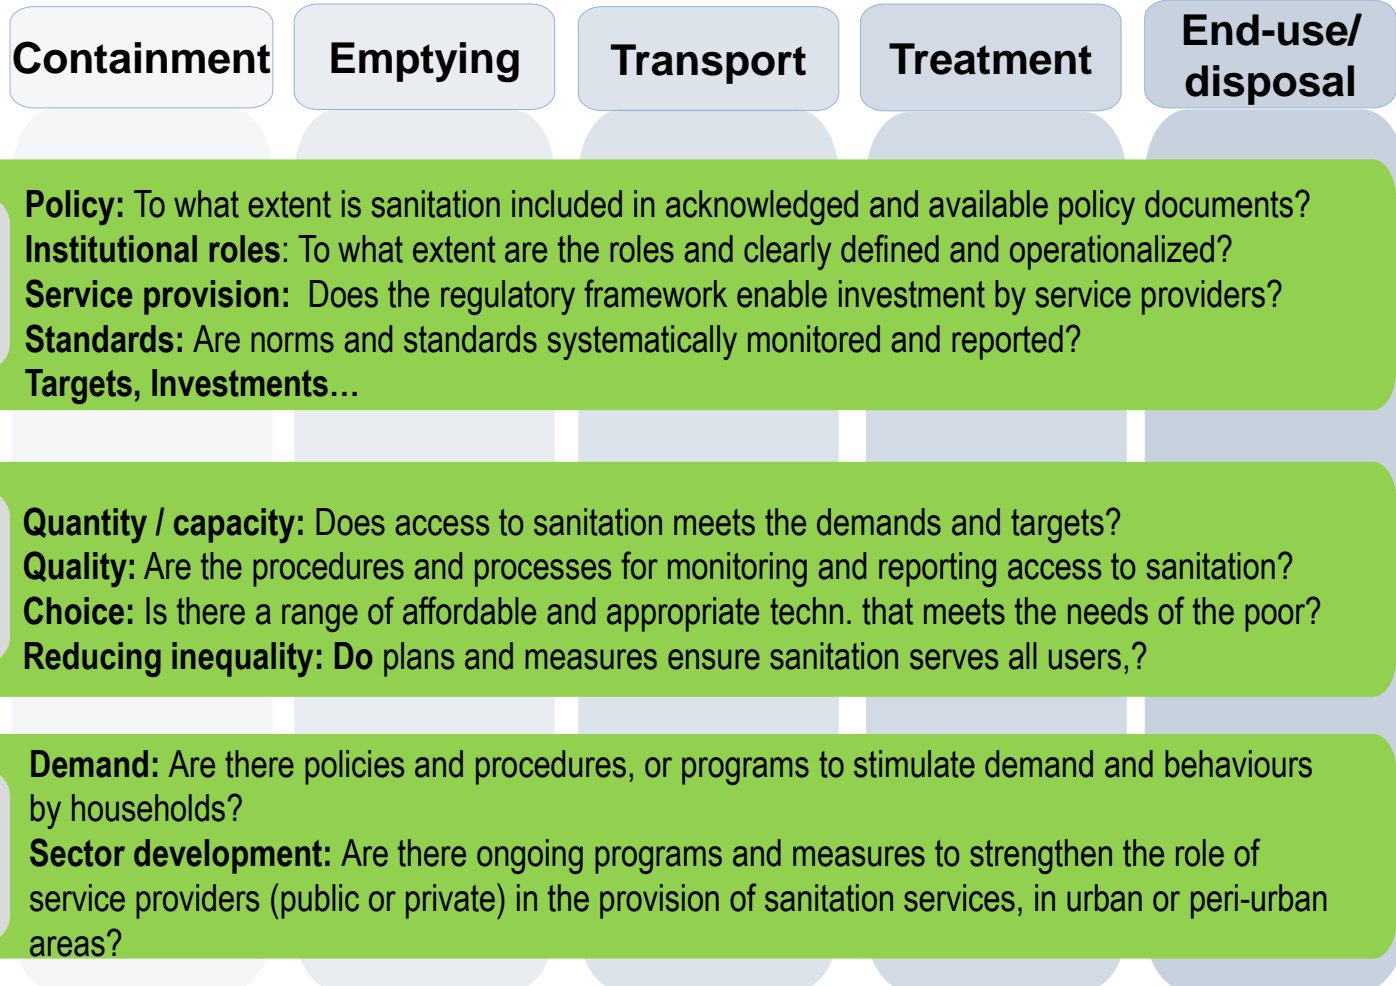 Containment
Emptying
Transport
Treatment
End-use/
disposal
Policy: To what extent is sanitation included in acknowledged and available policy documents?
Institutional roles: To what extent are the roles and clearly defined and operationalized?
Service provision: Does the regulatory framework enable investment by service providers?
Standards: Are norms and standards systematically monitored and reported?
Targets, Investments…
Quantity / capacity: Does access to sanitation meets the demands and targets?
Quality: Are the procedures and processes for monitoring and reporting access to sanitation?
Choice: Is there a range of affordable and appropriate techn. that meets the needs of the poor?
Reducing inequality: Do plans and measures ensure sanitation serves all users,?
Demand: Are there policies and procedures, or programs to stimulate demand and behaviours
by households?
Sector development: Are there ongoing programs and measures to strengthen the role of
service providers (public or private) in the provision of sanitation services, in urban or peri-urban
areas?